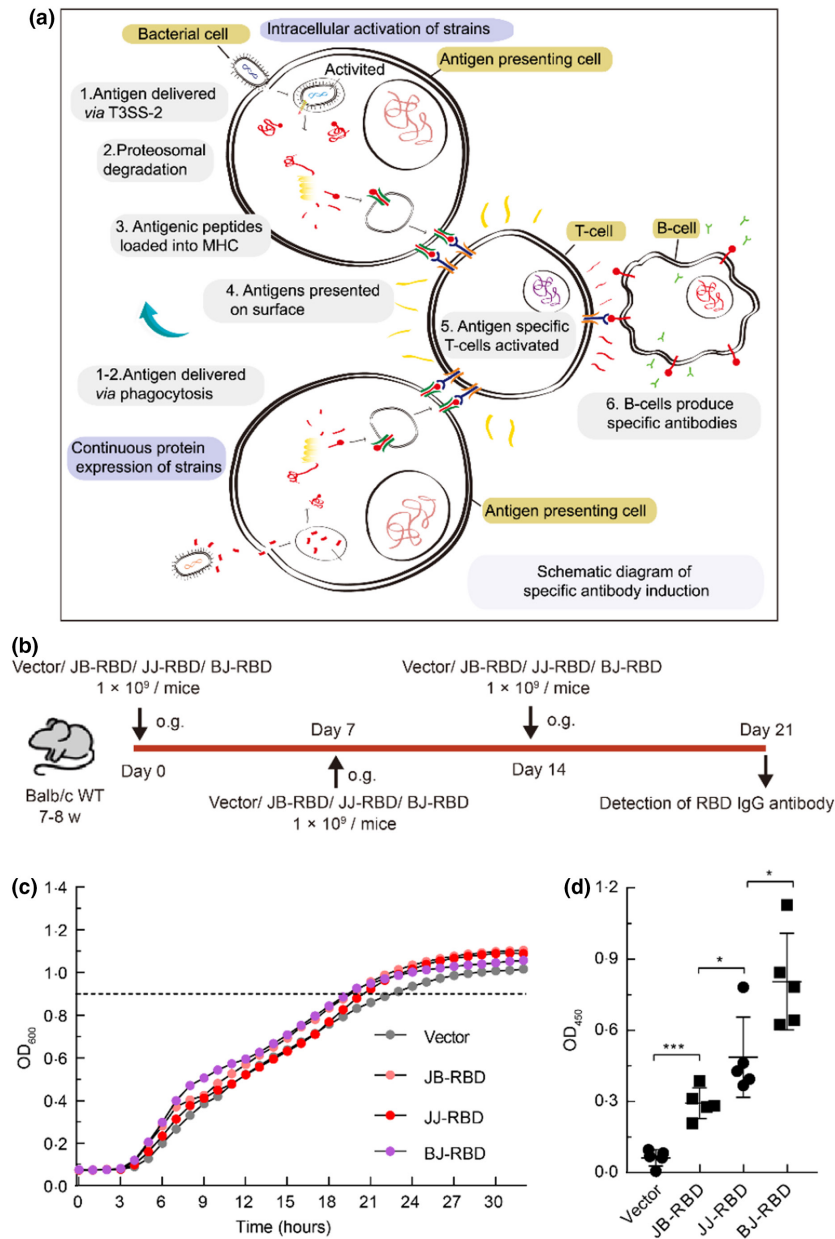 (a)
Intracellular activation of strains
Bacterial cell
Activited
Antigen presenting cell
1.Antigen delivered
via T3SS-2
2.Proteosomal
degradation
3. Antigenic peptides
loaded into MHC
T-cell
B-cell
4. Antigens presented
on surface
5. Antigen specific
T-cells activated
1-2.Antigen delivered
via phagocytosis
6. B-cells produce
specific antibodies
Continuous protein
expression of strains
Antigen presenting cell
Schematic diagram of
specific antibody induction
(b)
Vector/ JB-RBD/ JJ-RBD/ BJ-RBD
1 × 10⁹ / mice
o.g.
Vector/ JB-RBD/ JJ-RBD/ BJ-RBD
1 × 10⁹ / mice
o.g.
Day 7
Day 21
Day 0
o.g.
Day 14
Balb/c WT
7-8 w
Vector/ JB-RBD/ JJ-RBD/ BJ-RBD
1 × 10⁹ / mice
Detection of RBD IgG antibody
(c)
1·4
1·2
1·0
0·8
0·6
0·4
0·2
0·0
OD₆₀₀
0 3 6 9 12 15 18 21 24 27 30
Time (hours)
Vector
JB-RBD
JJ-RBD
BJ-RBD
(d)
1·2
0·9
0·6
0·3
0·0
OD₄₅₀
***
*
*
Vector
JB-RBD
JJ-RBD
BJ-RBD